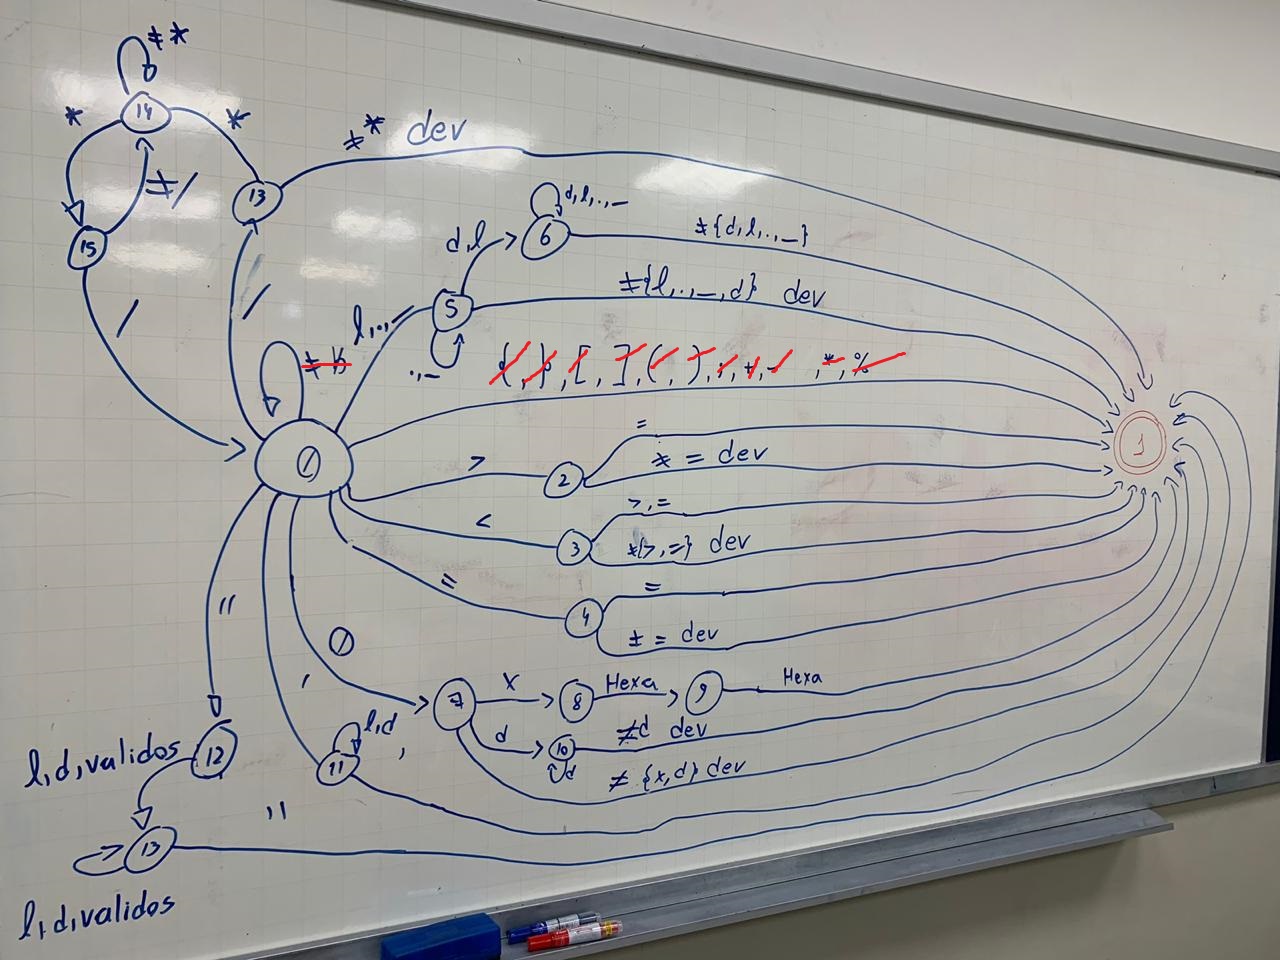 ≠*
14
*
*
≠* dev
≠/
13
15
d,l,.,_
6
d,l
≠{d,l,.,_}
/
/
5
≠{l,.,_,d} dev
l,.,_
.,_
{,},[,],(,),;,+,-,*,%
0
1
=
>
2
≠ = dev
<
>,=
3
≠{>,=} dev
=
=
4
≠ = dev
"
0
'
7
x
8
Hexa
9
Hexa
d
10
≠d dev
d
≠ {x,d} dev
l,d
'
11
l,d,validos
12
"
13
l,d,validos